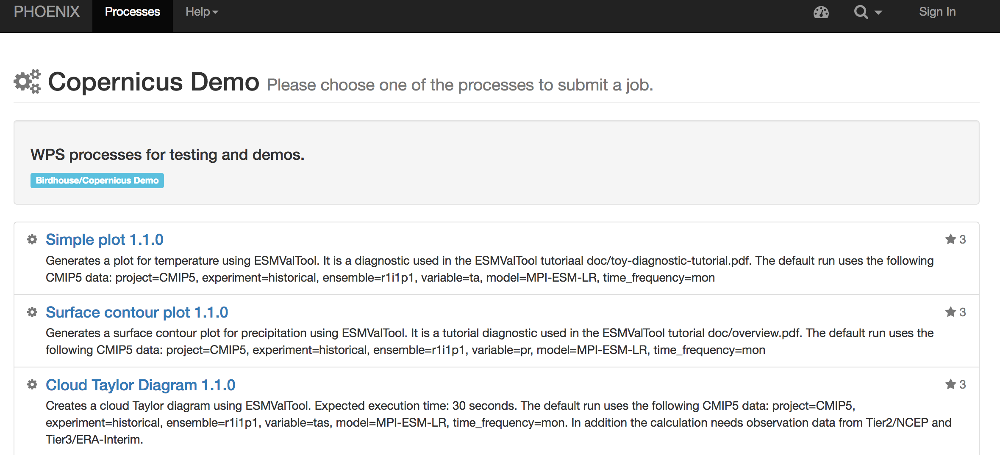 PHOENIX Processes Help Sign In
Copernicus Demo Please choose one of the processes to submit a job.
WPS processes for testing and demos.
Birdhouse/Copernicus Demo
Simple plot 1.1.0 3
Generates a plot for temperature using ESMValTool. It is a diagnostic used in the ESMValTool tutoriaal doc/toy-diagnostic-tutorial.pdf. The default run uses the following
CMIP5 data: project=CMIP5, experiment=historical, ensemble=r1i1p1, variable=ta, model=MPI-ESM-LR, time_frequency=mon
Surface contour plot 1.1.0 3
Generates a surface contour plot for precipitation using ESMValTool. It is a tutorial diagnostic used in the ESMValTool tutorial doc/overview.pdf. The default run uses the
following CMIP5 data: project=CMIP5, experiment=historical, ensemble=r1i1p1, variable=pr, model=MPI-ESM-LR, time_frequency=mon
Cloud Taylor Diagram 1.1.0 3
Creates a cloud Taylor diagram using ESMValTool. Expected execution time: 30 seconds. The default run uses the following CMIP5 data: project=CMIP5,
experiment=historical, ensemble=r1i1p1, variable=tas, model=MPI-ESM-LR, time_frequency=mon. In addition the calculation needs observation data from Tier2/NCEP and
Tier3/ERA-Interim.